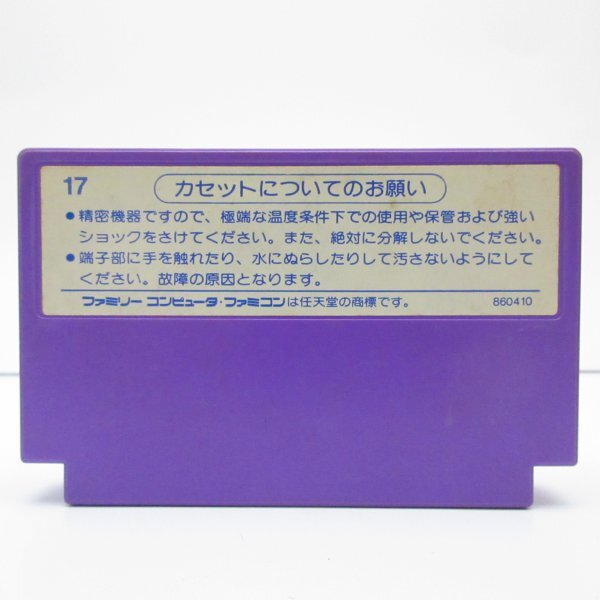 17 カセットについてのお願い
●精密機器ですので、極端な温度条件下での使用や保管および強い
ショックをさけてください。また、絶対に分解しないでください。
●端子部に手を触れたり、水にぬらしたりして汚さないようにして
ください。故障の原因となります。
ファミリー コンピュータ・ファミコンは任天堂の商標です。 860410